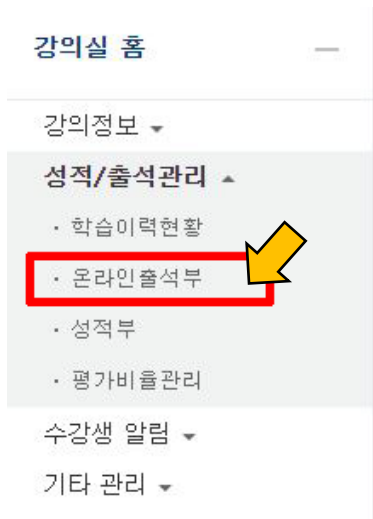 강의실 홈
강의정보
성적/출석관리
· 학습이력현황
· 온라인출석부
· 성적부
· 평가비율관리
수강생 알림
기타 관리